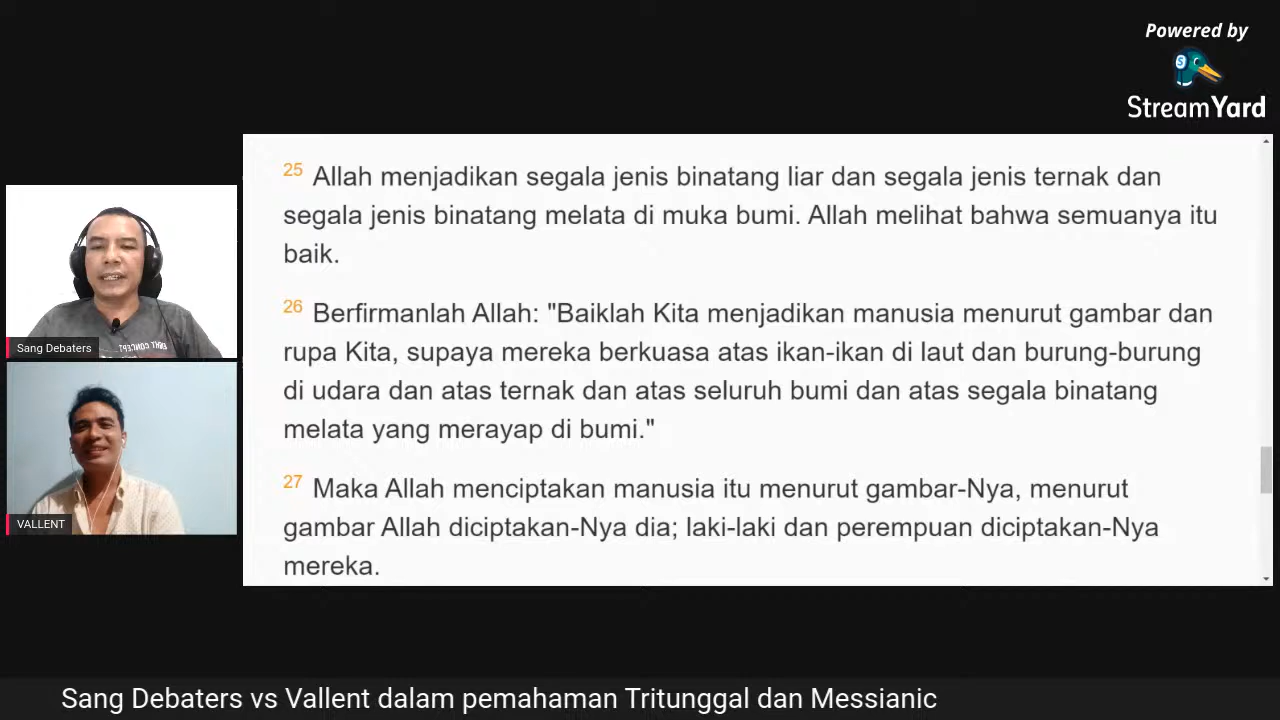 Powered by
StreamYard
25 Allah menjadikan segala jenis binatang liar dan segala jenis ternak dan
segala jenis binatang melata di muka bumi. Allah melihat bahwa semuanya itu
baik.
26 Berfirmanlah Allah: "Baiklah Kita menjadikan manusia menurut gambar dan
rupa Kita, supaya mereka berkuasa atas ikan-ikan di laut dan burung-burung
di udara dan atas ternak dan atas seluruh bumi dan atas segala binatang
melata yang merayap di bumi."
27 Maka Allah menciptakan manusia itu menurut gambar-Nya, menurut
gambar Allah diciptakan-Nya dia; laki-laki dan perempuan diciptakan-Nya
mereka.
Sang Debaters
VALLENT
Sang Debaters vs Vallent dalam pemahaman Tritunggal dan Messianic